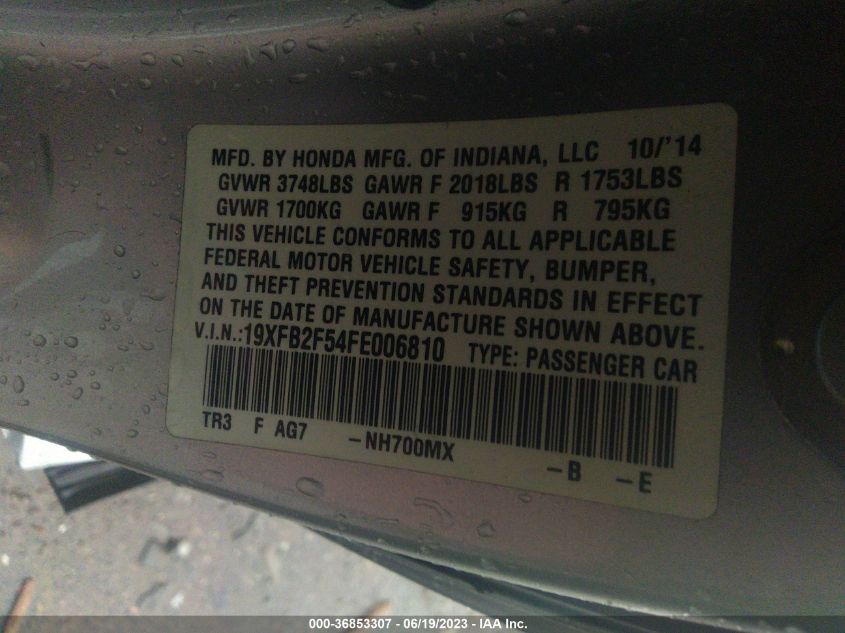 MFD. BY HONDA MFG. OF INDIANA, LLC 10/'14
GVWR 3748LBS GAWR F 2018LBS R 1753LBS
GVWR 1700KG GAWR F 915KG R 795KG
THIS VEHICLE CONFORMS TO ALL APPLICABLE
FEDERAL MOTOR VEHICLE SAFETY, BUMPER,
AND THEFT PREVENTION STANDARDS IN EFFECT
ON THE DATE OF MANUFACTURE SHOWN ABOVE.
V.I.N.:19XFB2F54FE006810 TYPE: PASSENGER CAR
TR3 F AG7 -NH700MX -B -E
000-36853307 / 06/19/2023 - IAA Inc.